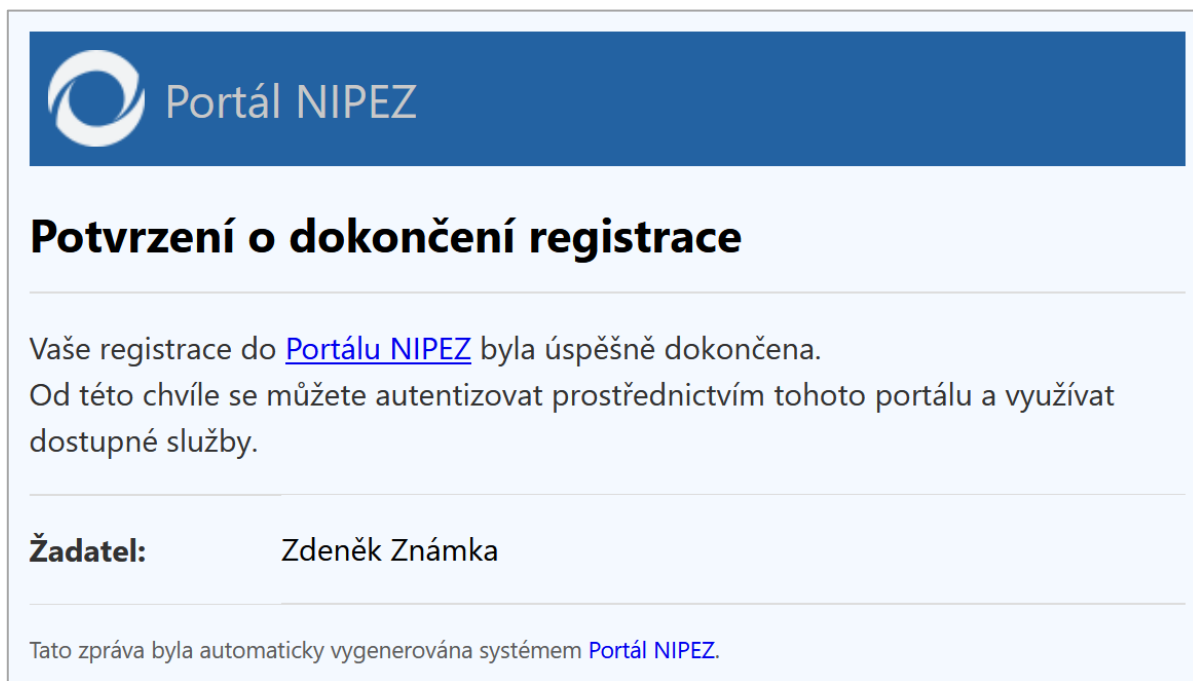 Portál NIPEZ
Potvrzení o dokončení registrace
Vaše registrace do Portálu NIPEZ byla úspěšně dokončena.
Od této chvíle se můžete autentizovat prostřednictvím tohoto portálu a využívat
dostupné služby.
Žadatel: Zdeněk Známka
Tato zpráva byla automaticky vygenerována systémem Portál NIPEZ.